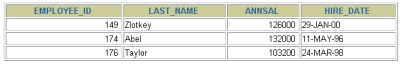 EMPLOYEE_ID LAST_NAME ANNSAL HIRE_DATE
149 Zlotkey 126000 29-JAN-00
174 Abel 132000 11-MAY-96
176 Taylor 103200 24-MAR-98